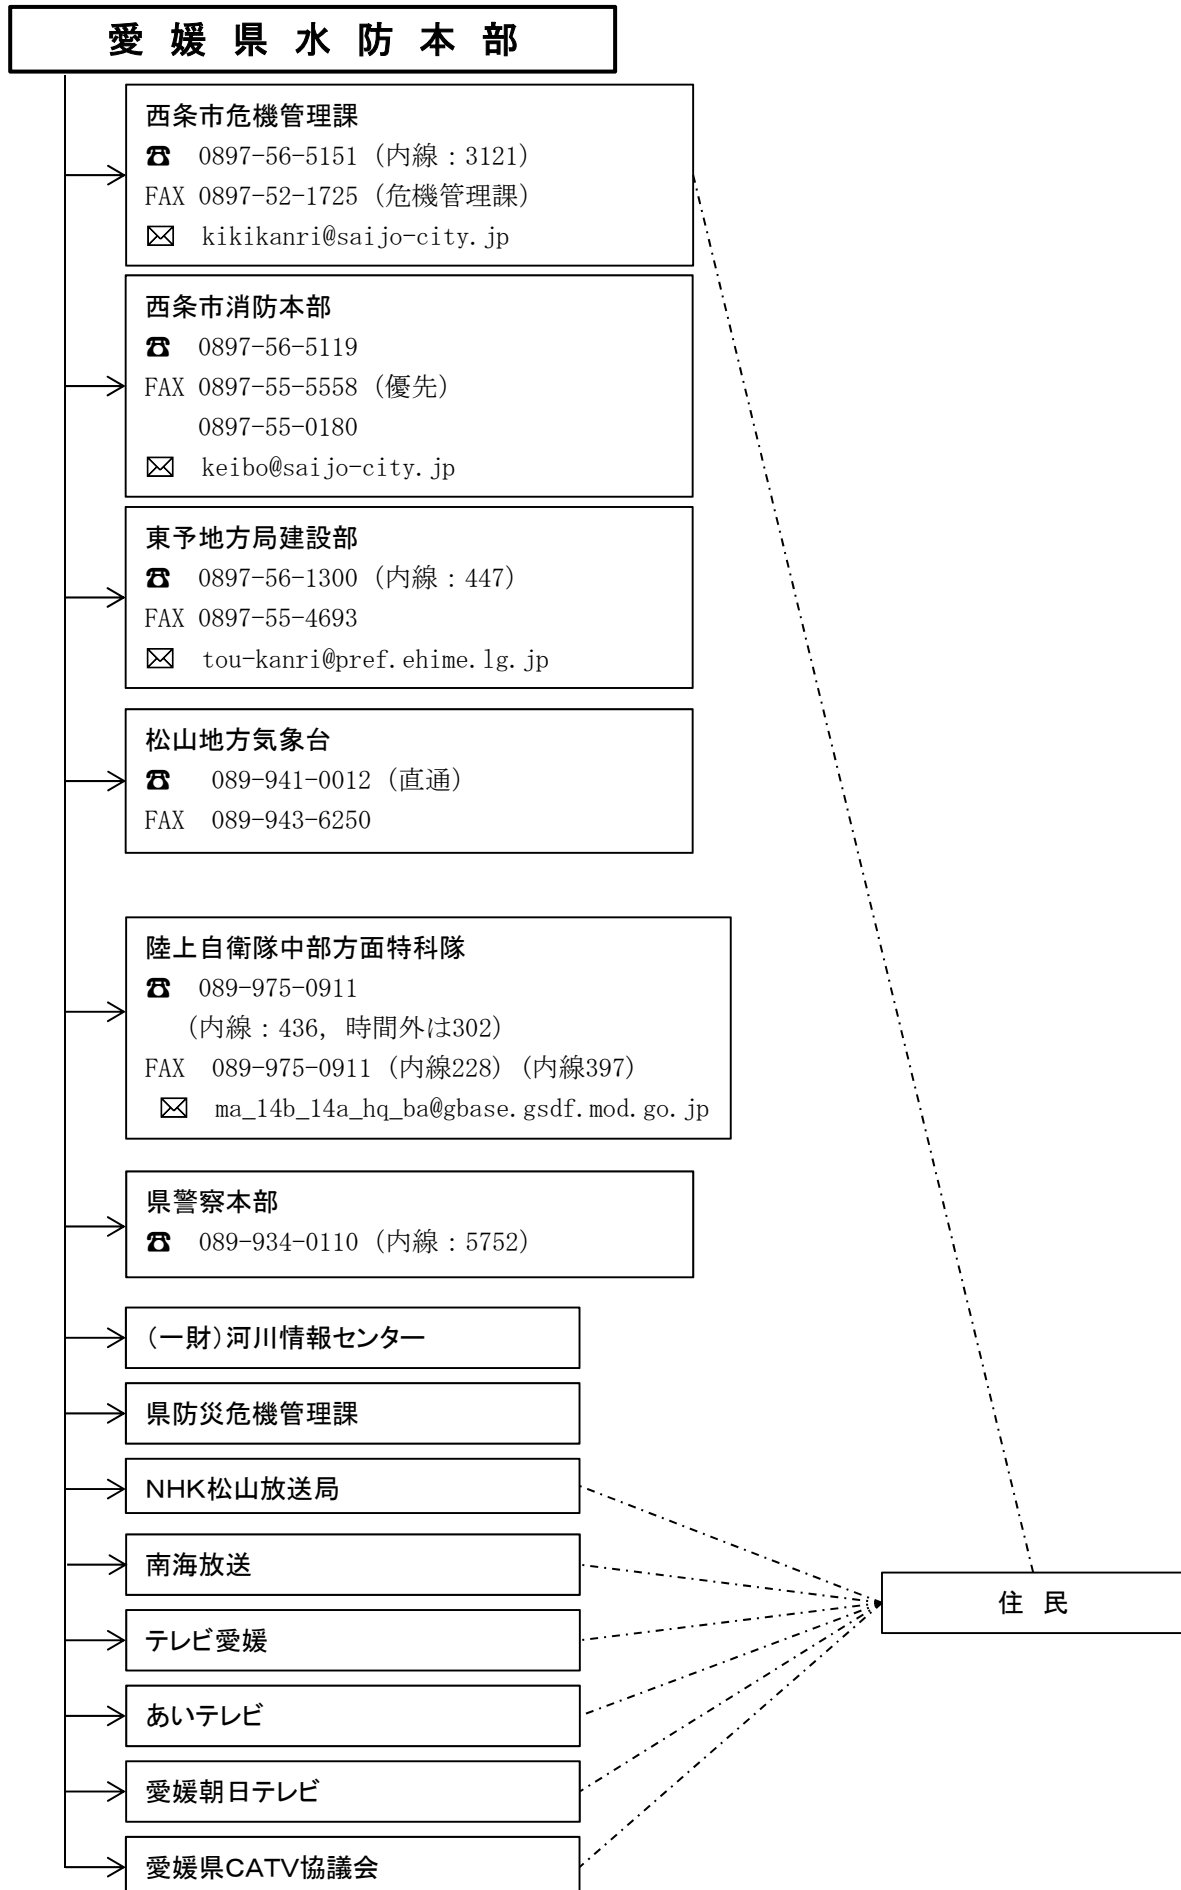 愛媛県水防本部
西条市危機管理課
☎ 0897-56-5151（内線：3121）
FAX 0897-52-1725（危機管理課）
✉ kikikanri@saijo-city.jp
西条市消防本部
☎ 0897-56-5119
FAX 0897-55-5558（優先）
0897-55-0180
✉ keibo@saijo-city.jp
東予地方局建設部
☎ 0897-56-1300（内線：447）
FAX 0897-55-4693
✉ tou-kanri@pref.ehime.lg.jp
松山地方気象台
☎ 089-941-0012（直通）
FAX 089-943-6250
陸上自衛隊中部方面特科隊
☎ 089-975-0911
（内線：436，時間外は302）
FAX 089-975-0911（内線228）（内線397）
✉ ma_14b_14a_hq_ba@gbase.gsdf.mod.go.jp
県警察本部
☎ 089-934-0110（内線：5752）
（一財）河川情報センター
県防災危機管理課
NHK松山放送局
南海放送
テレビ愛媛
住民
あいテレビ
愛媛朝日テレビ
愛媛県CATV協議会